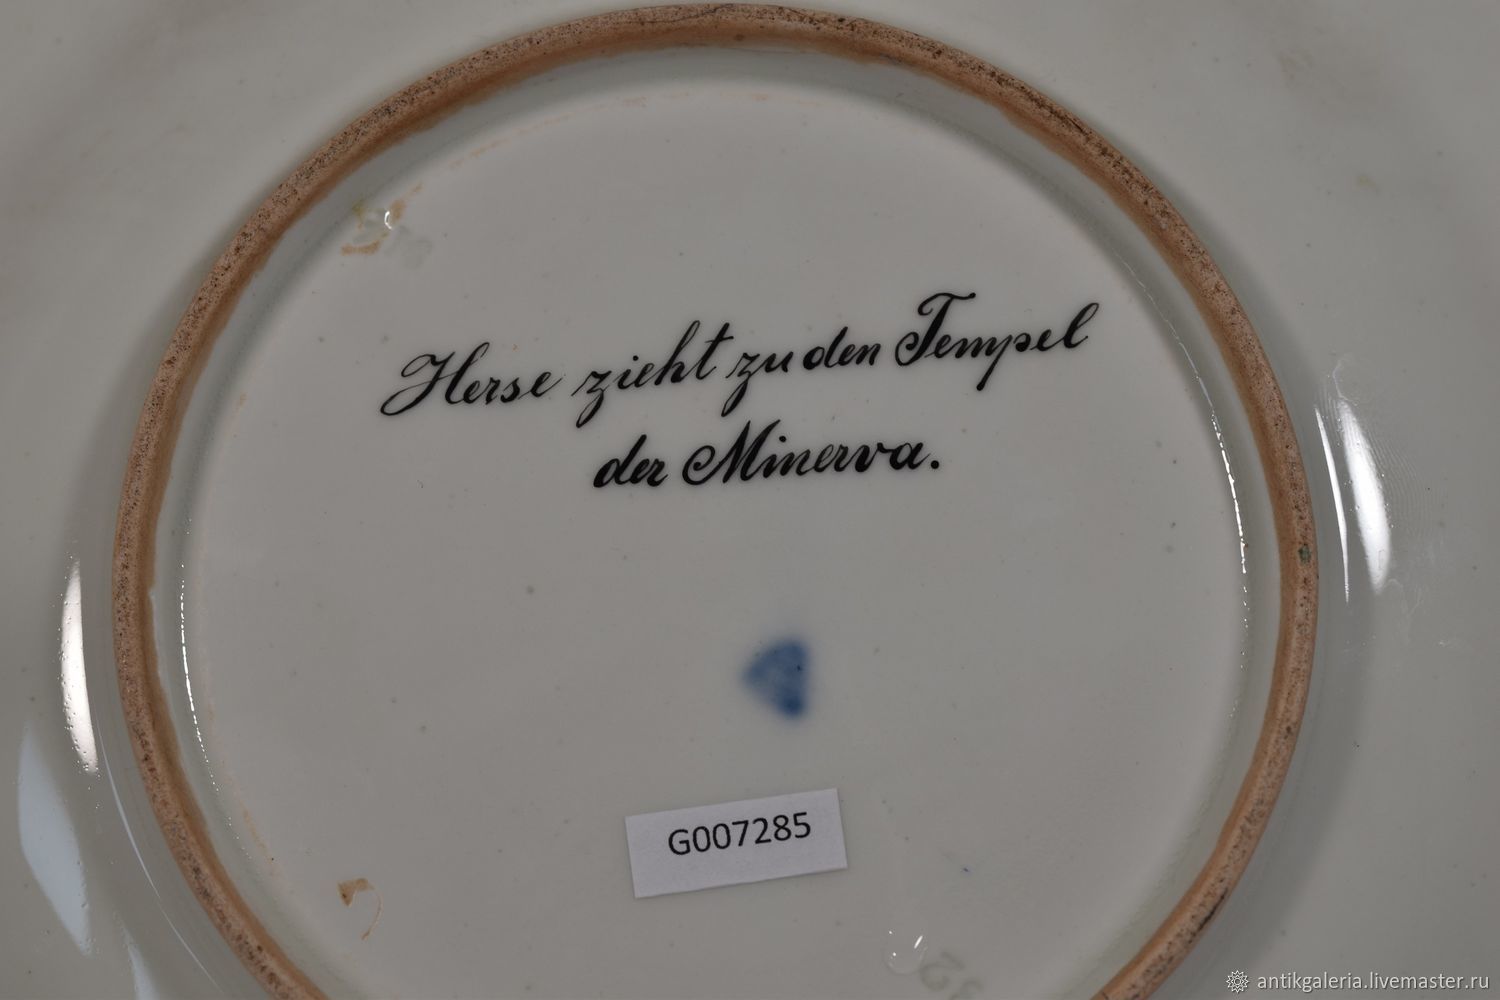 Herse zieht zu den Tempel
der Minerva.
G007285
antikgaleria.livemaster.ru